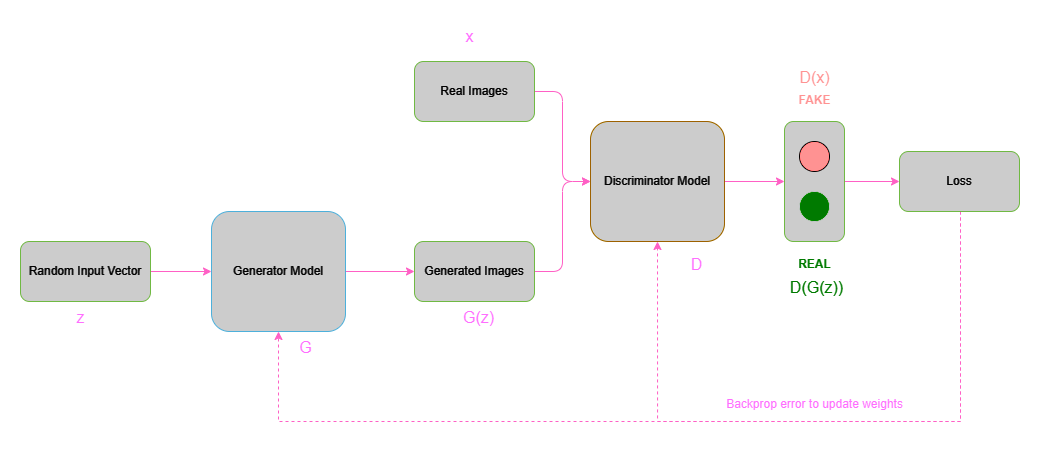 x
Real Images
D(x)
FAKE
Discriminator Model
Loss
Random Input Vector
Generator Model
Generated Images
D
REAL
D(G(z))
z
G(z)
G
Backprop error to update weights